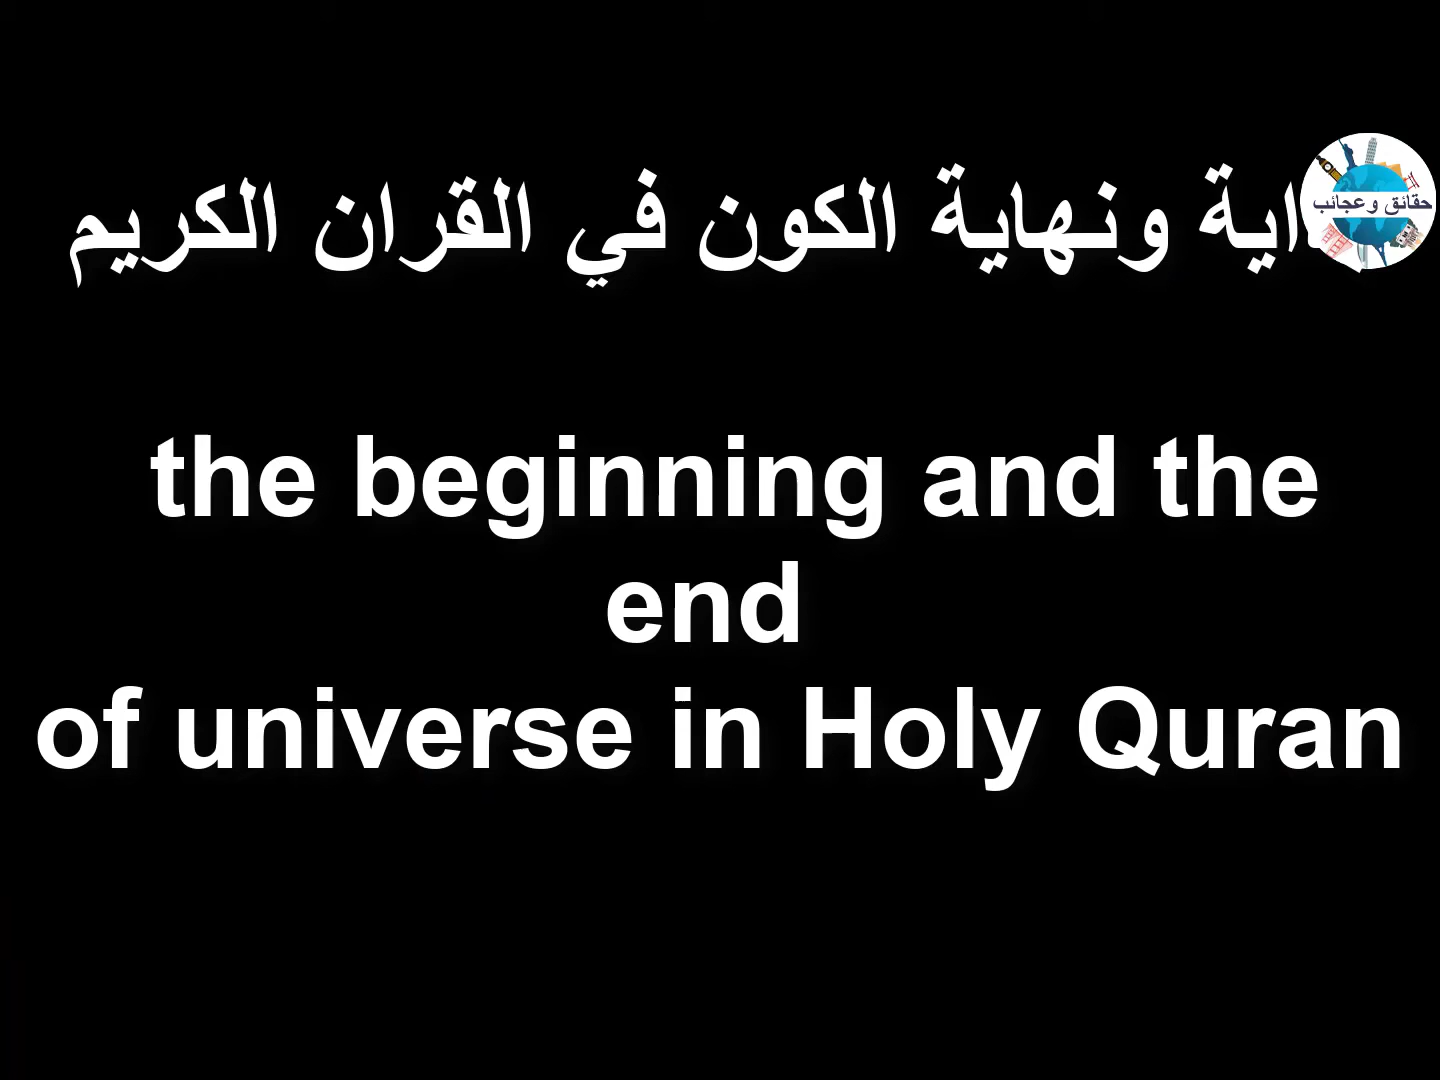 ونهاية الكون في القران الكريم
حقائق وعجائب
the beginning and the
end
of universe in Holy Quran